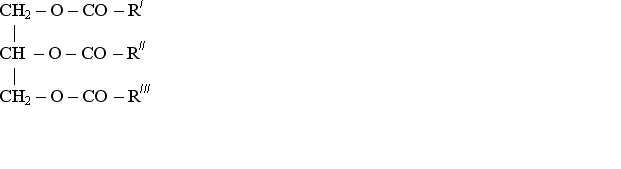 CH₂ – O – CO – R/
|
CH – O – CO – R//
|
CH₂ – O – CO – R///